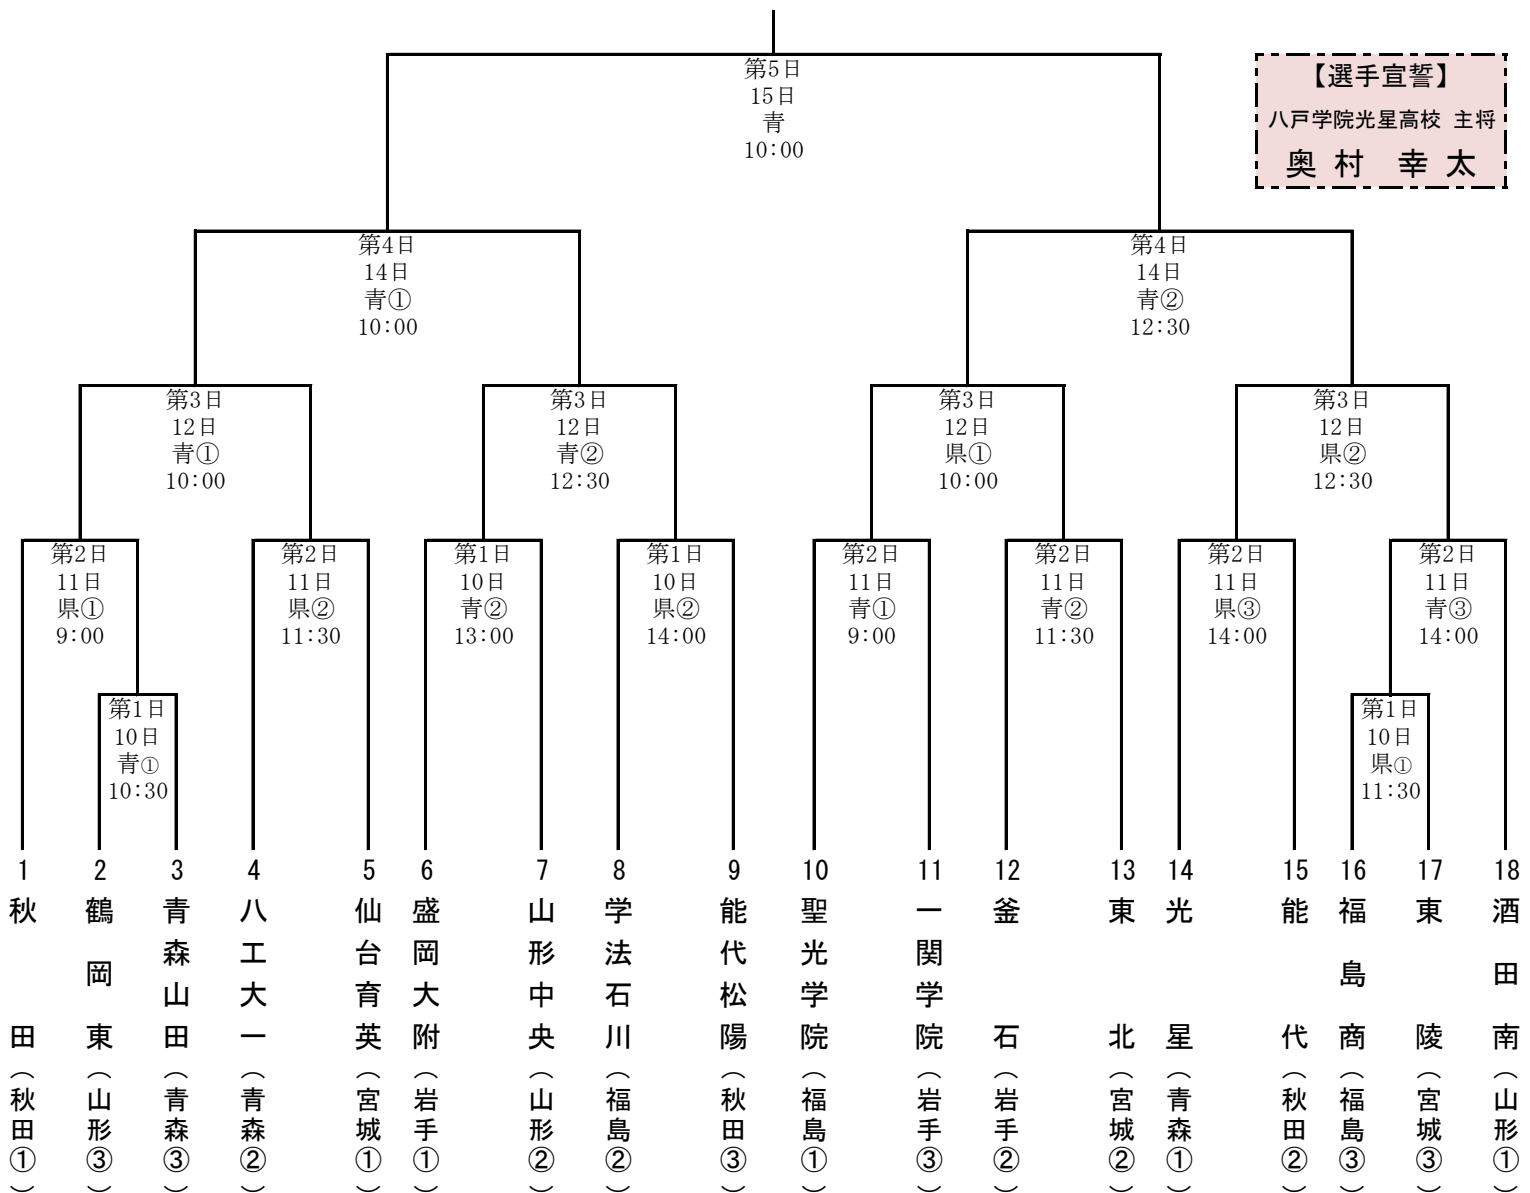 第5日
15日
青
10:00
【選手宣誓】
八戸学院光星高校 主将
奥村 幸太
第4日
14日
青①
10:00
第4日
14日
青②
12:30
第3日
12日
青①
10:00
第3日
12日
青②
12:30
第3日
12日
県①
10:00
第3日
12日
県②
12:30
第2日
11日
県①
9:00
第2日
11日
県②
11:30
第1日
10日
青②
13:00
第1日
10日
県②
14:00
第2日
11日
青①
9:00
第2日
11日
青②
11:30
第2日
11日
県③
14:00
第2日
11日
青③
14:00
第1日
10日
青①
10:30
第1日
10日
県①
11:30
1 秋田(秋田①)
2 鶴岡東(山形③)
3 青森山田(青森③)
4 八工大一(青森②)
5 仙台育英(宮城①)
6 盛岡大附(岩手①)
7 山形中央(山形②)
8 学法石川(福島②)
9 能代松陽(秋田③)
10 聖光学院(福島①)
11 一関学院(岩手③)
12 釜石(岩手②)
13 東北(宮城②)
14 光星(青森①)
15 能代(秋田②)
16 福島商(福島③)
17 東陵(宮城③)
18 酒田南(山形①)